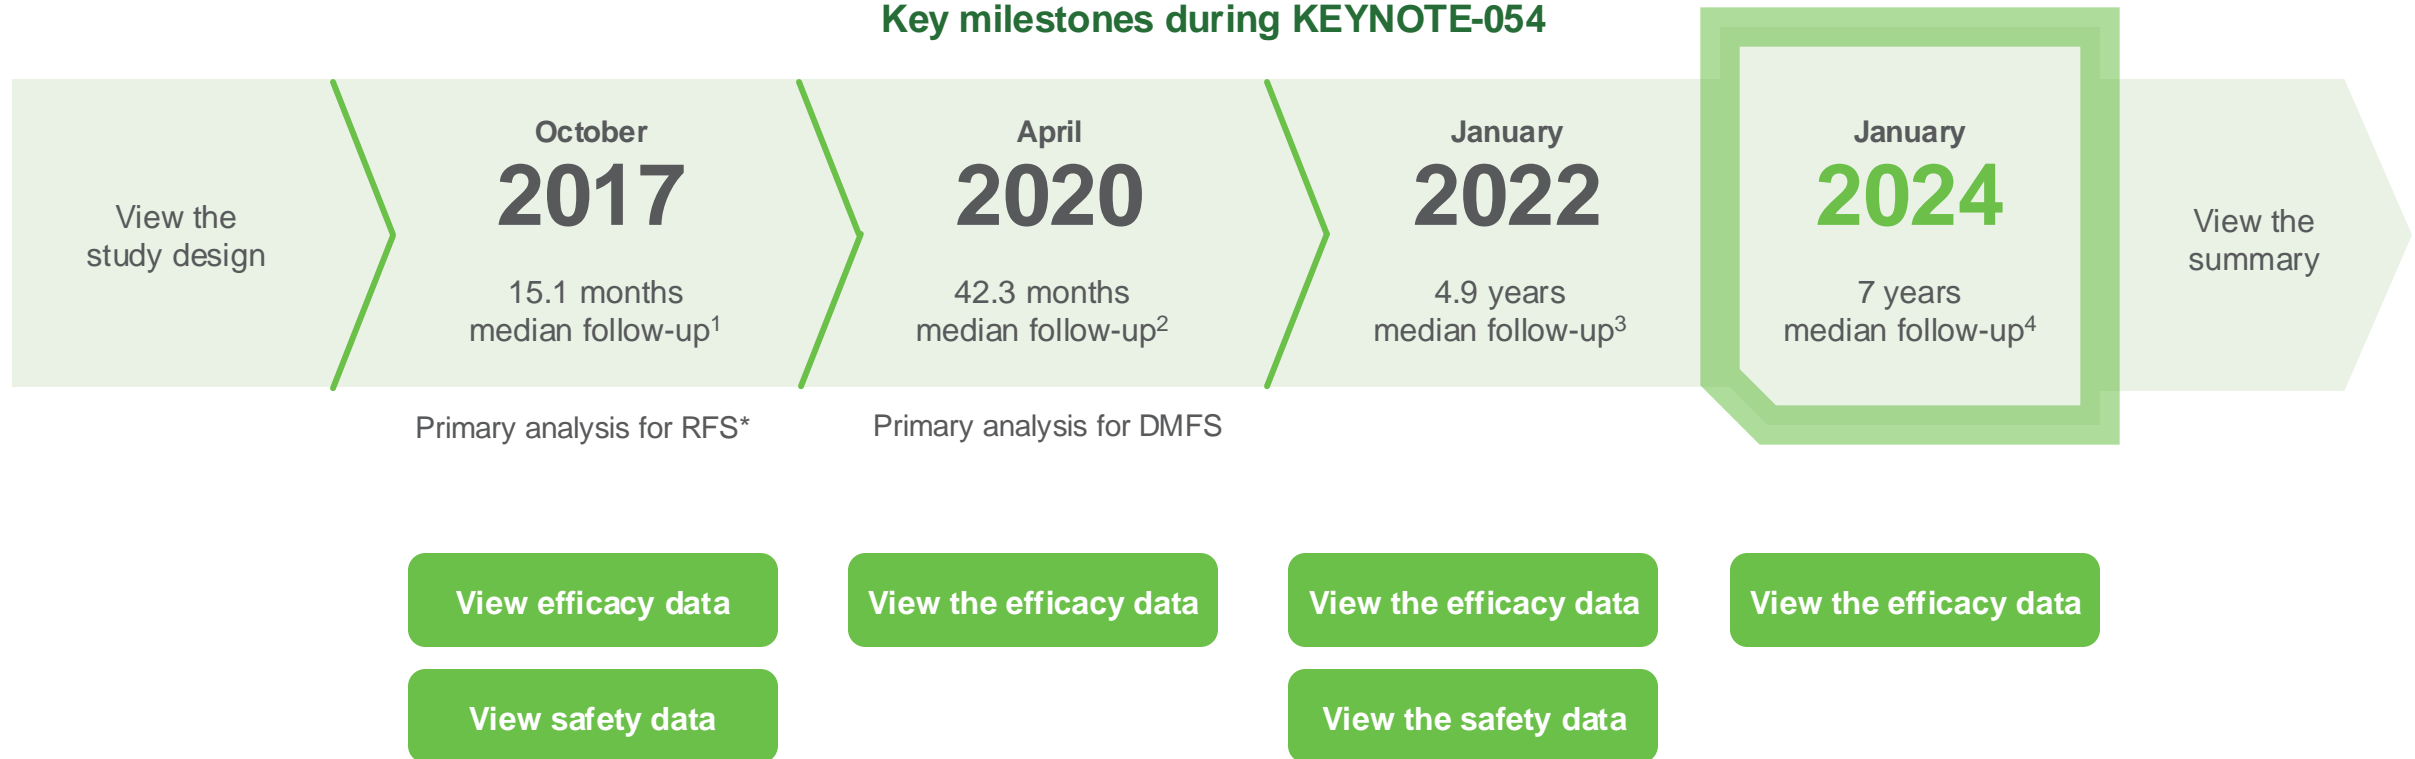 Key milestones during KEYNOTE-054
View the
study design
October
2017
15.1 months
median follow-up1
Primary analysis for RFS*
April
2020
42.3 months
median follow-up2
Primary analysis for DMFS
January
2022
4.9 years
median follow-up3
January
2024
7 years
median follow-up4
View the
summary
View efficacy data
View the efficacy data
View the efficacy data
View the efficacy data
View safety data
View the safety data